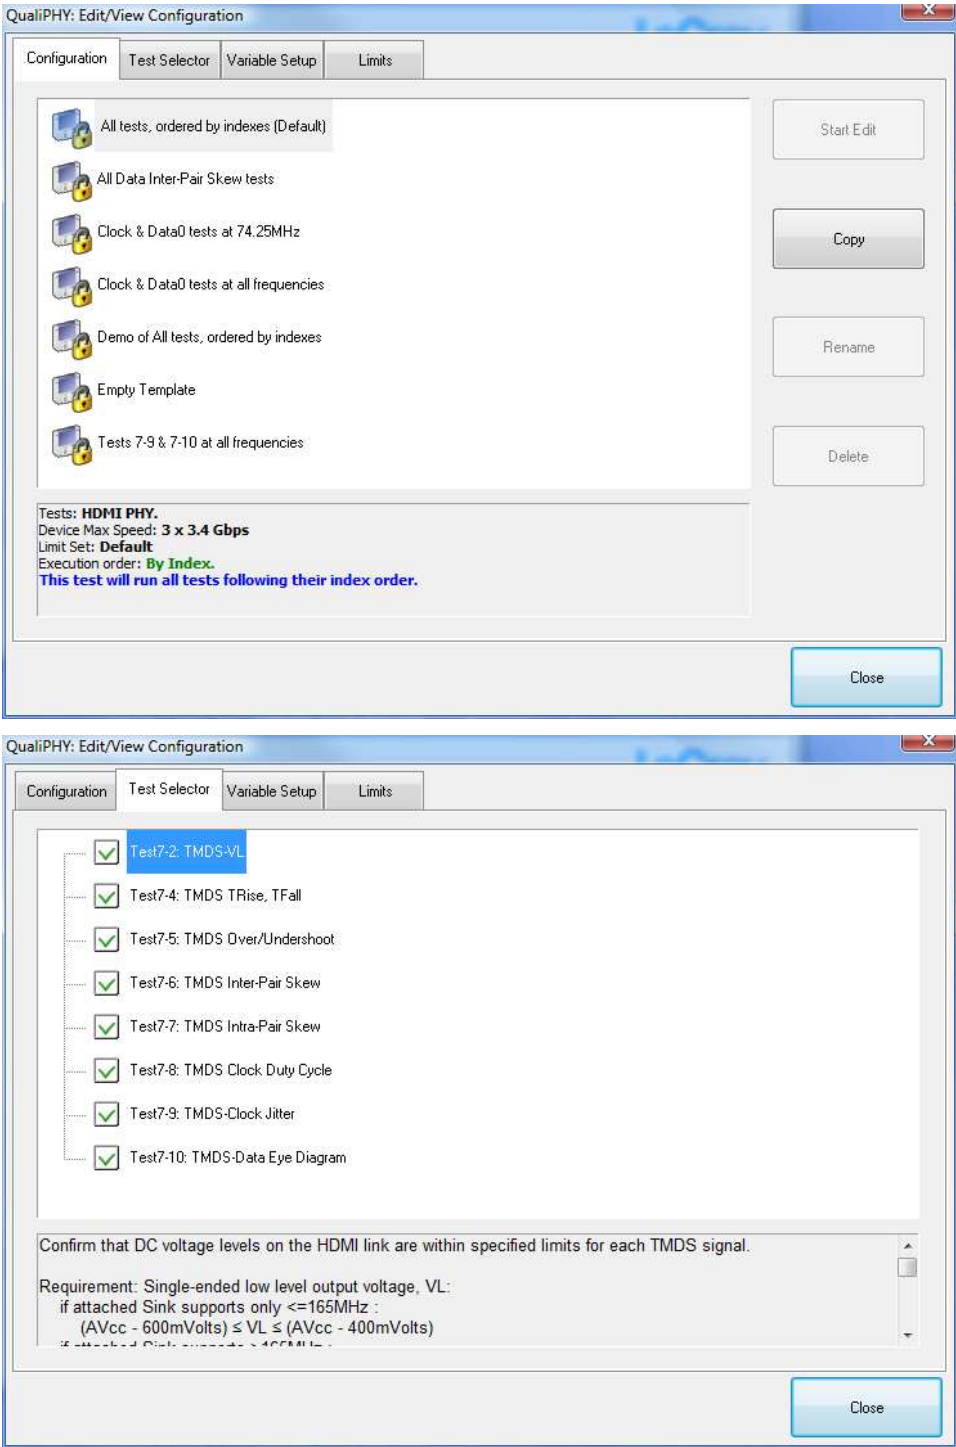 QualiPHY: Edit/View Configuration
Configuration
Test Selector
Variable Setup
Limits
All tests, ordered by indexes (Default)
All Data Inter-Pair Skew tests
Clock & Data0 tests at 74.25MHz
Clock & Data0 tests at all frequencies
Demo of All tests, ordered by indexes
Empty Template
Tests 7-9 & 7-10 at all frequencies
Start Edit
Copy
Rename
Delete
Tests: HDMI PHY.
Device Max Speed: 3 x 3.4 Gbps
Limit Set: Default
Execution order: By Index.
This test will run all tests following their index order.
Close
QualiPHY: Edit/View Configuration
Configuration
Test Selector
Variable Setup
Limits
Test7-2: TMDS-VL
Test7-4: TMDS TRise, TFall
Test7-5: TMDS Over/Undershoot
Test7-6: TMDS Inter-Pair Skew
Test7-7: TMDS Intra-Pair Skew
Test7-8: TMDS Clock Duty Cycle
Test7-9: TMDS-Clock Jitter
Test7-10: TMDS-Data Eye Diagram
Confirm that DC voltage levels on the HDMI link are within specified limits for each TMDS signal.
Requirement: Single-ended low level output voltage, VL:
if attached Sink supports only <=165MHz :
(AVcc - 600mVolts) ≤ VL ≤ (AVcc - 400mVolts)
Close